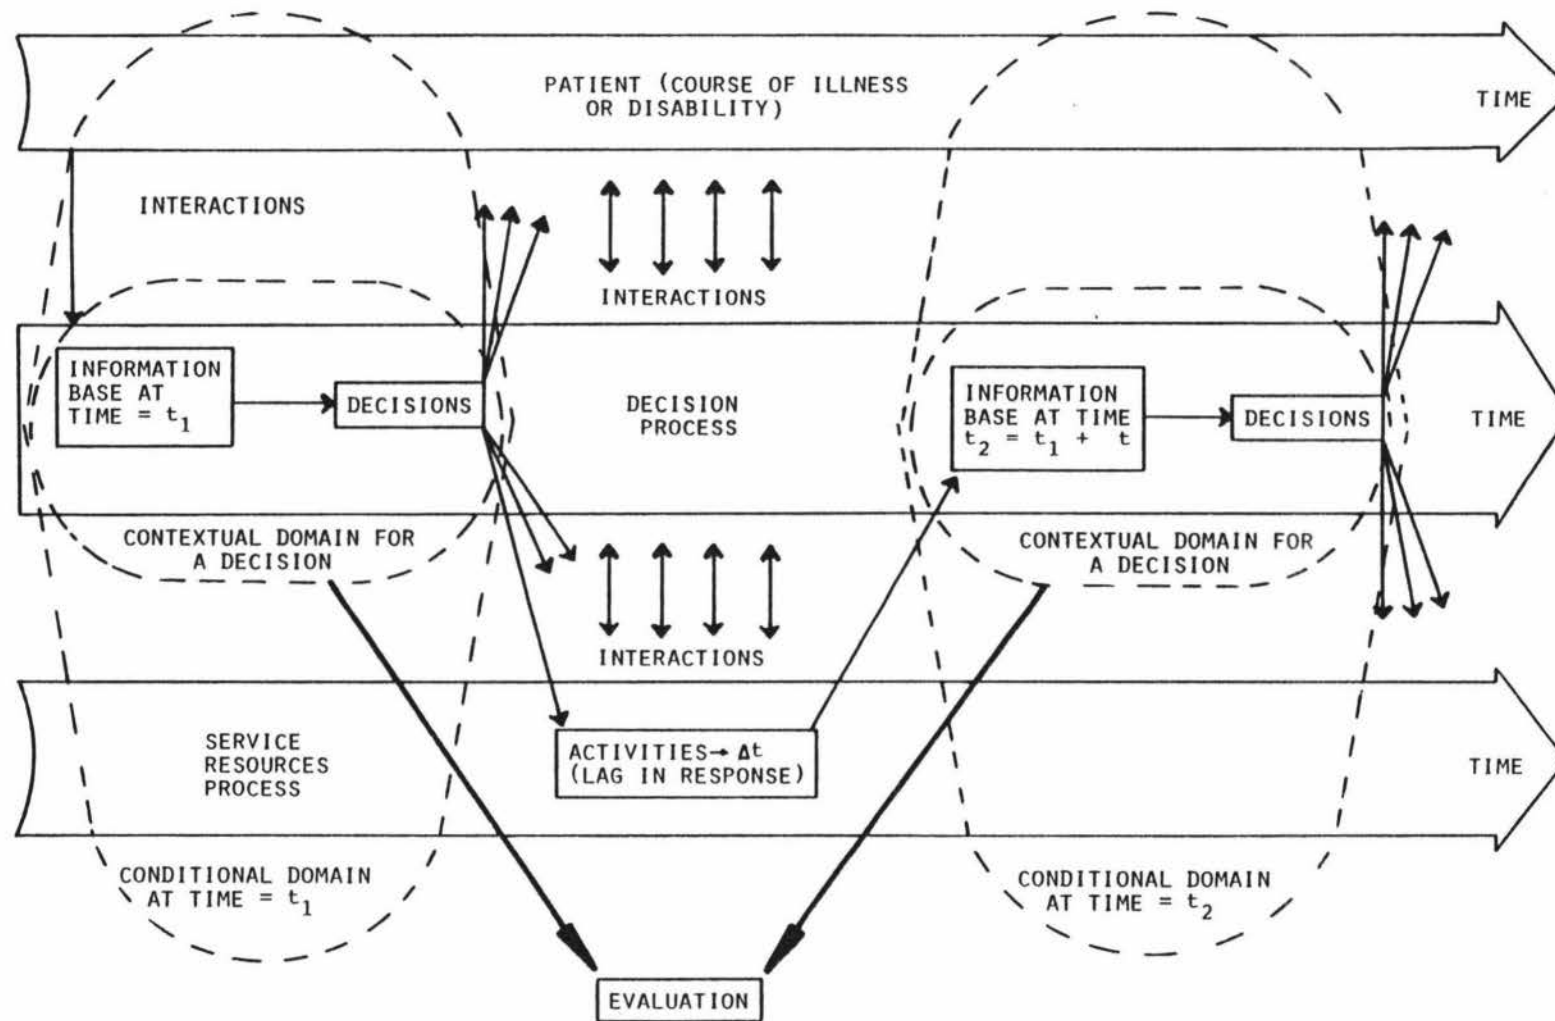 PATIENT (COURSE OF ILLNESS
OR DISABILITY)
TIME
INTERACTIONS
INTERACTIONS
INFORMATION
BASE AT
TIME = t₁
DECISIONS
DECISION
PROCESS
INFORMATION
BASE AT TIME
t₂ = t₁ + t
DECISIONS
TIME
CONTEXTUAL DOMAIN FOR
A DECISION
CONTEXTUAL DOMAIN FOR
A DECISION
INTERACTIONS
SERVICE
RESOURCES
PROCESS
ACTIVITIES→ Δt
(LAG IN RESPONSE)
TIME
CONDITIONAL DOMAIN
AT TIME = t₁
CONDITIONAL DOMAIN
AT TIME = t₂
EVALUATION